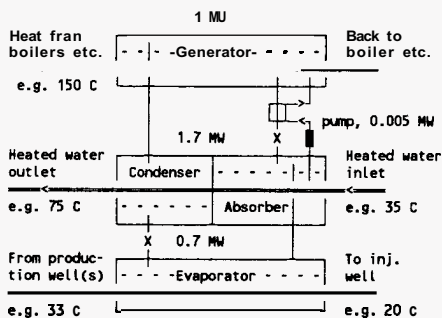 1 MU
Heat fran
boilers etc.
-Generator-
Back to
boiler etc.
e.g. 150 C
pump, 0.005 MW
1.7 MW
Heated water
outlet
Condenser
Heated water
inlet
e.g. 75 C
Absorber
e.g. 35 C
0.7 MW
From produc-
tion well(s)
-Evaporator-
To inj.
well
e.g. 33 C
e.g. 20 C